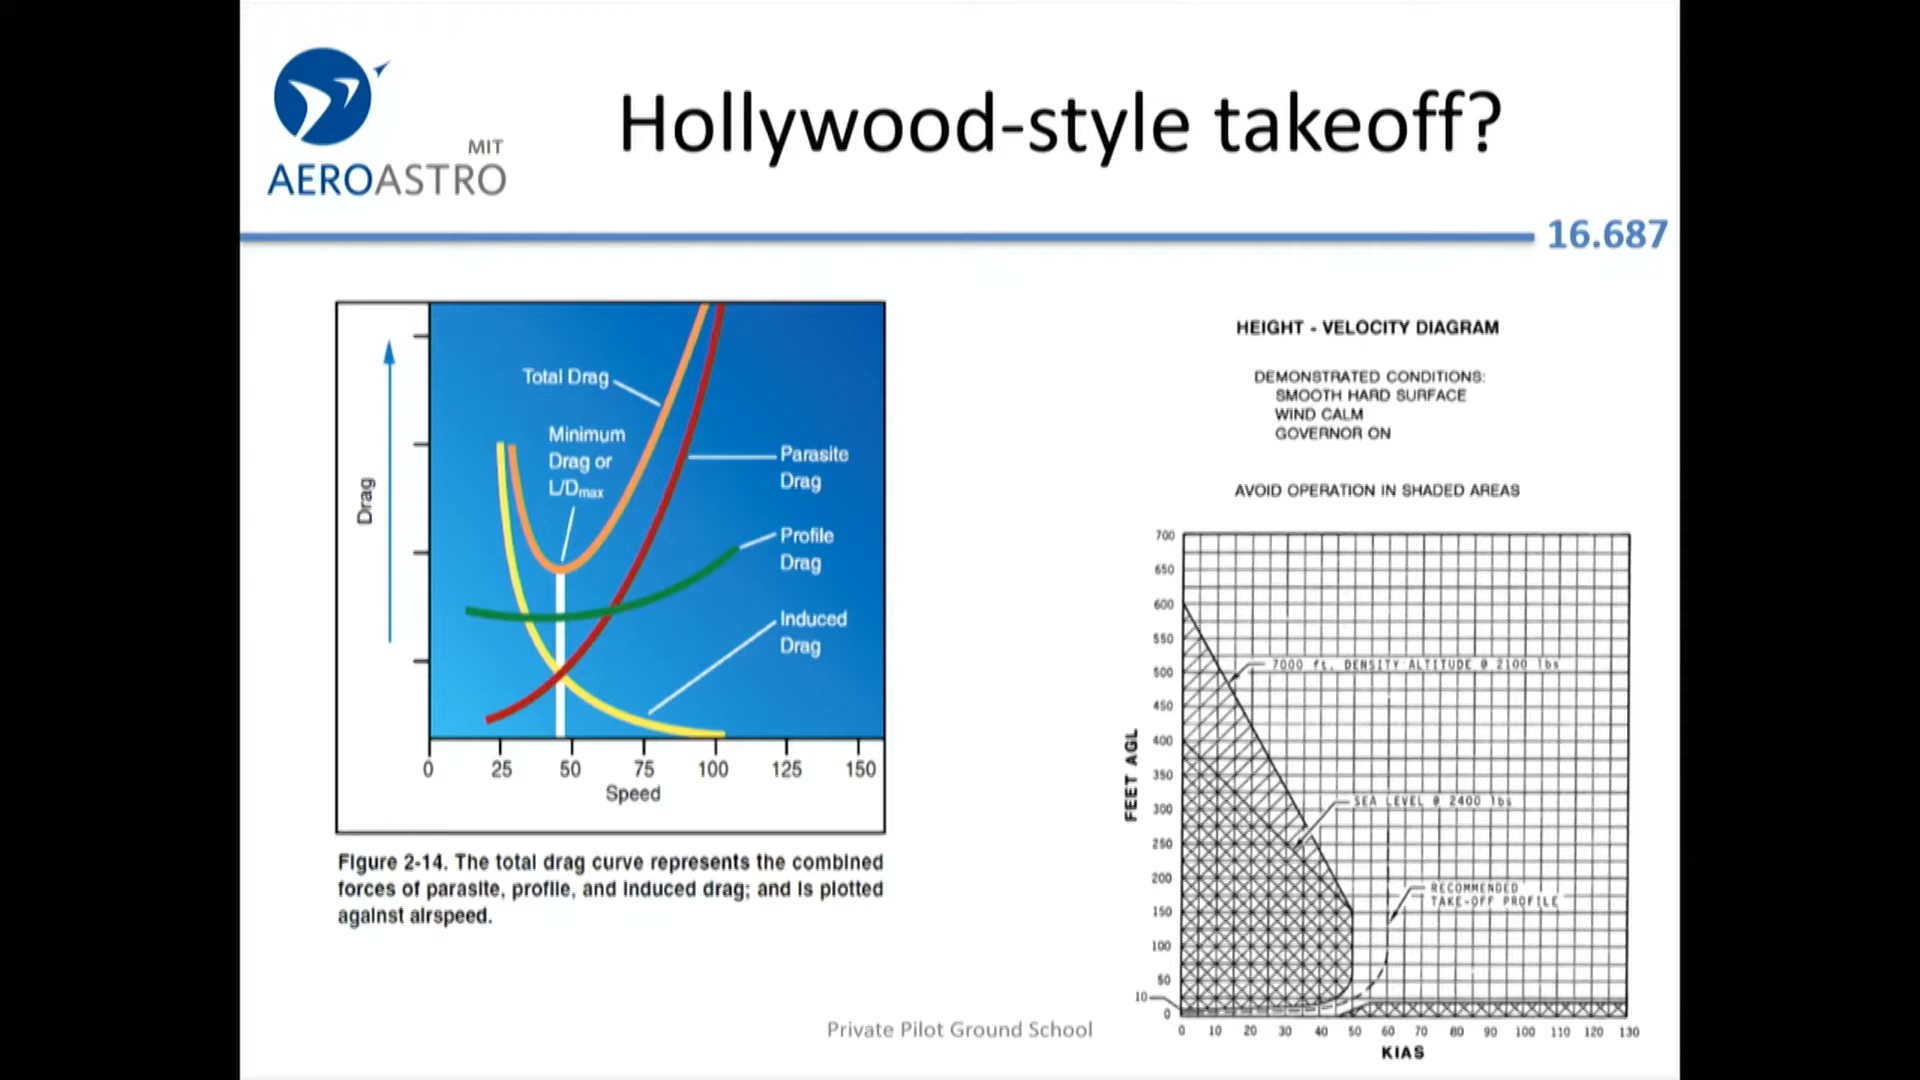 MIT
AEROASTRO
Hollywood-style takeoff?
16.687
Drag
Total Drag
Minimum
Drag or
L/Dmax
Parasite
Drag
Profile
Drag
Induced
Drag
0 25 50 75 100 125 150
Speed
Figure 2-14. The total drag curve represents the combined
forces of parasite, profile, and induced drag; and is plotted
against airspeed.
HEIGHT - VELOCITY DIAGRAM
DEMONSTRATED CONDITIONS:
SMOOTH HARD SURFACE
WIND CALM
GOVERNOR ON
AVOID OPERATION IN SHADED AREAS
FEET AGL
700
650
600
550
500
450
400
350
300
250
200
150
100
50
10
0
7000 ft. DENSITY ALTITUDE @ 2100 lbs
SEA LEVEL @ 2400 lbs
RECOMMENDED
TAKE-OFF PROFILE
0 10 20 30 40 50 60 70 80 90 100 110 120 130
KIAS
Private Pilot Ground School